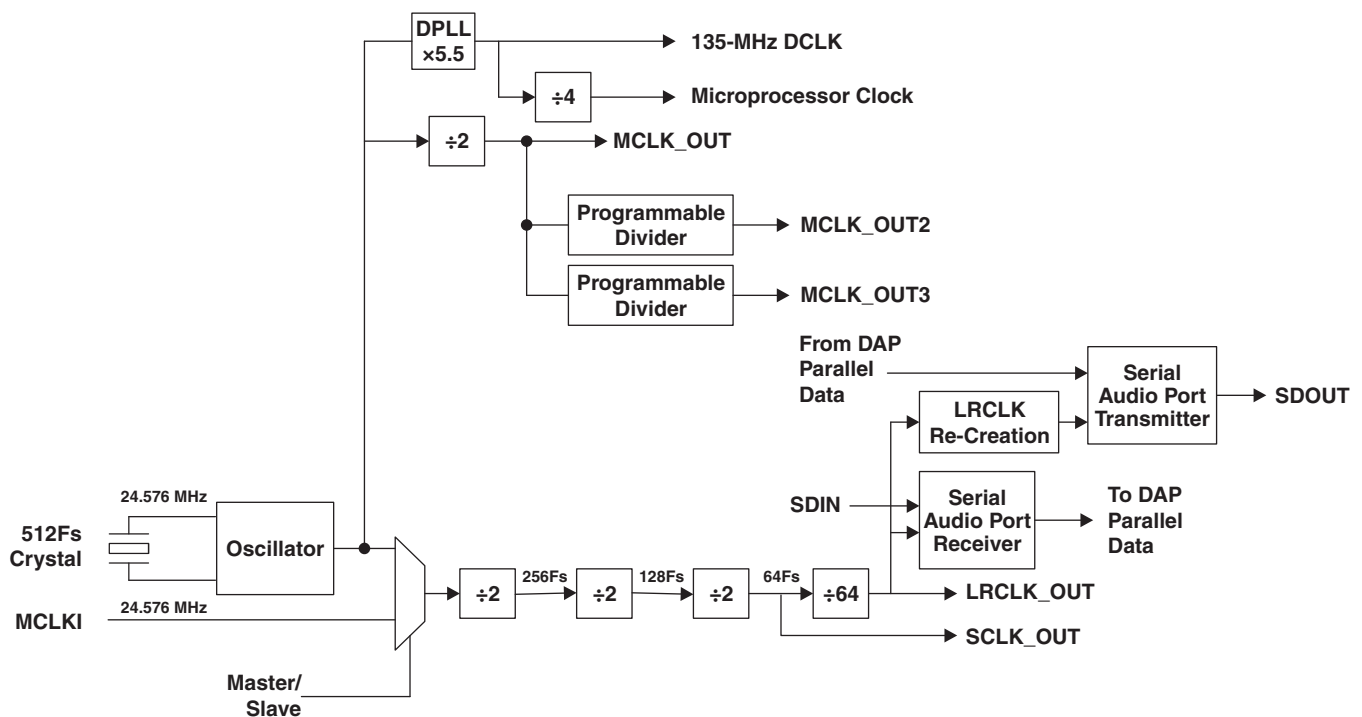 DPLL
×5.5
135-MHz DCLK
÷4
Microprocessor Clock
÷2
MCLK_OUT
Programmable
Divider
MCLK_OUT2
Programmable
Divider
MCLK_OUT3
From DAP
Parallel
Data
Serial
Audio Port
Transmitter
SDOUT
LRCLK
Re-Creation
24.576 MHz
512Fs
Crystal
Oscillator
SDIN
Serial
Audio Port
Receiver
To DAP
Parallel
Data
24.576 MHz
MCLKI
÷2
256Fs
÷2
128Fs
÷2
64Fs
÷64
LRCLK_OUT
SCLK_OUT
Master/
Slave